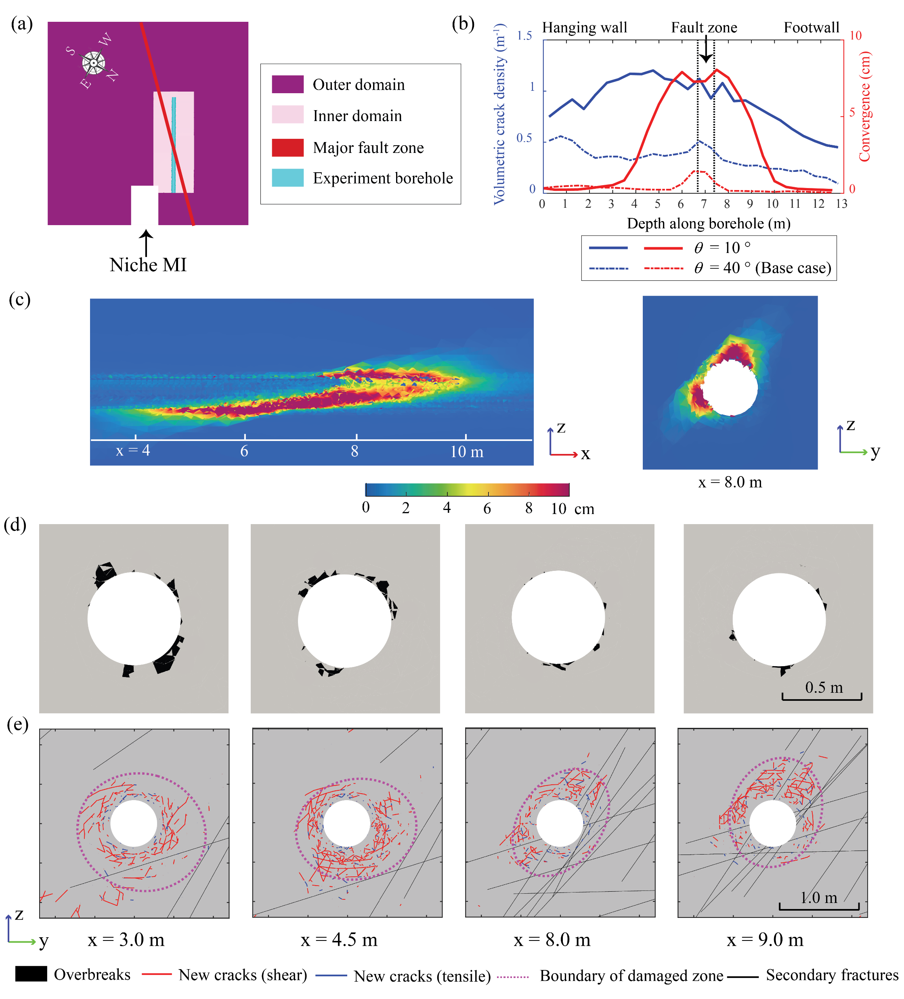 (a)
S
W
E
N
Outer domain
Inner domain
Major fault zone
Experiment borehole
Niche MI
(b)
Hanging wall
Fault zone
Footwall
Volumetric crack density (m-1)
1.5
1
0.5
0
10
5
0
Convergence (cm)
0 1 2 3 4 5 6 7 8 9 10 11 12 13
Depth along borehole (m)
θ = 10 °
θ = 40 ° (Base case)
(c)
x = 4
6
8
10 m
z
x
z
y
x = 8.0 m
0 2 4 6 8 10 cm
(d)
0.5 m
(e)
1.0 m
z
y
x = 3.0 m
x = 4.5 m
x = 8.0 m
x = 9.0 m
Overbreaks
New cracks (shear)
New cracks (tensile)
Boundary of damaged zone
Secondary fractures